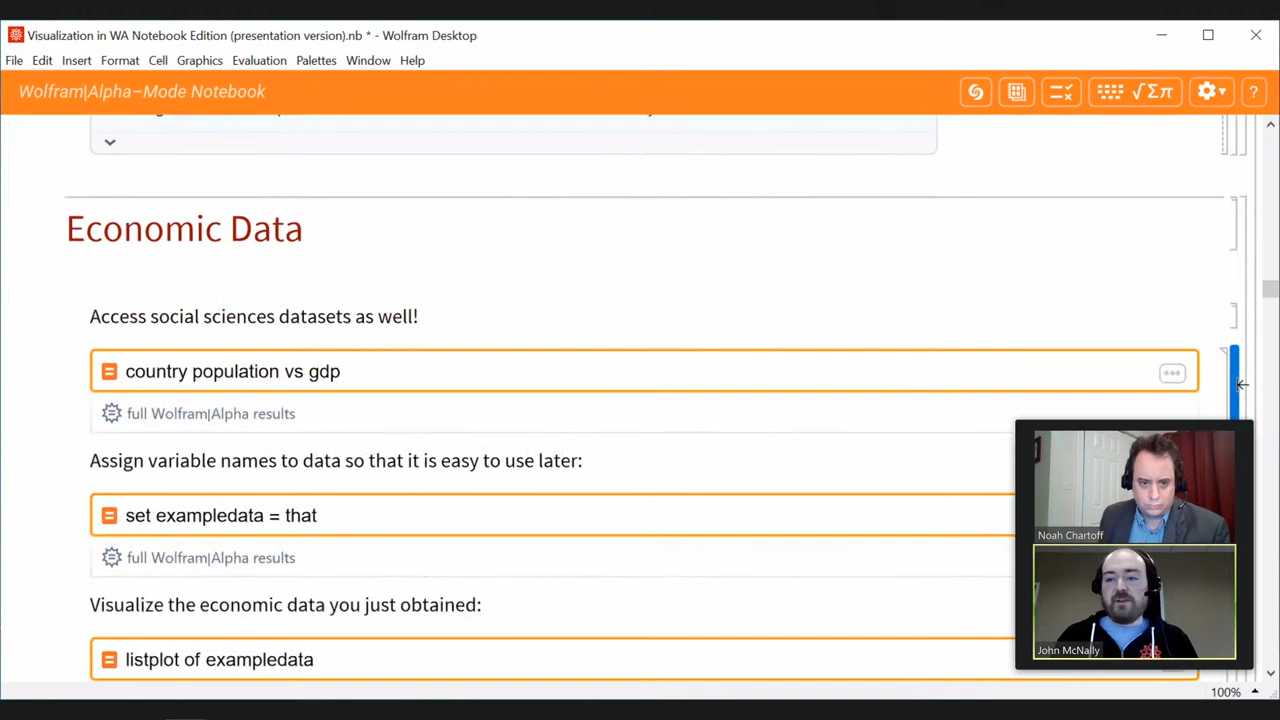 Visualization in WA Notebook Edition (presentation version).nb * - Wolfram Desktop
File Edit Insert Format Cell Graphics Evaluation Palettes Window Help
Wolfram|Alpha-Mode Notebook
√Σπ
?
Economic Data
Access social sciences datasets as well!
country population vs gdp
full Wolfram|Alpha results
Assign variable names to data so that it is easy to use later:
set exampledata = that
full Wolfram|Alpha results
Visualize the economic data you just obtained:
listplot of exampledata
Noah Chartoff
John McNally
100%